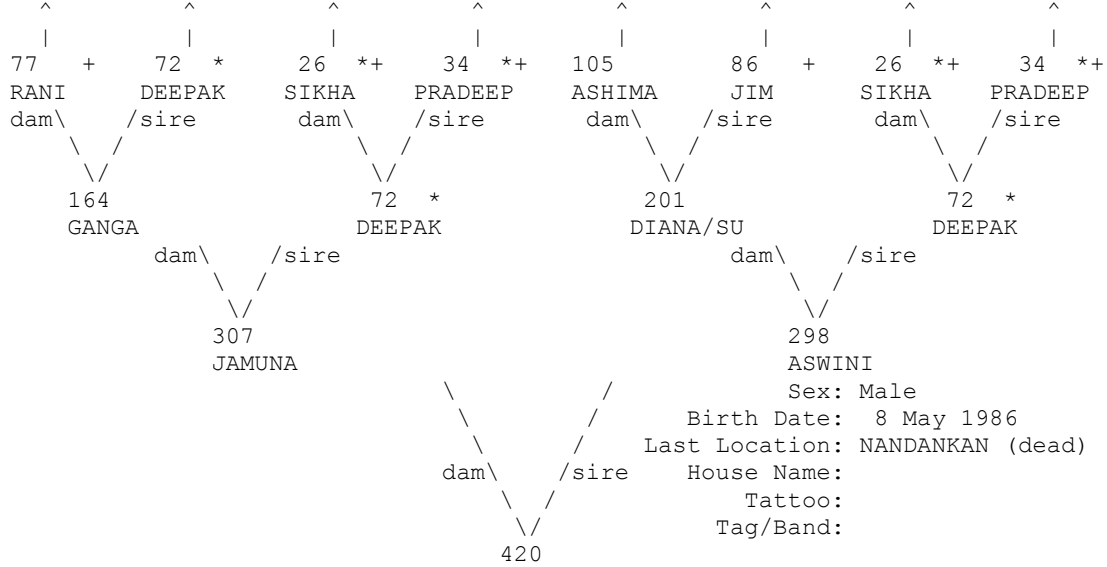 ^ ^ ^ ^ ^ ^ ^ ^
| | | | | | | |
77 + 72 * 26 *+ 34 *+ 105 86 + 26 *+ 34 *+
RANI DEEPAK SIKHA PRADEEP ASHIMA JIM SIKHA PRADEEP
dam\ /sire dam\ /sire dam\ /sire dam\ /sire
\ / \ / \ / \ /
\/ \/ \/ \/
164 72 * 201 72 *
GANGA DEEPAK DIANA/SU DEEPAK
dam\ /sire dam\ /sire
\ / \ /
\/ \/
307 298
JAMUNA ASWINI
\ / Sex: Male
\ / Birth Date: 8 May 1986
\ / Last Location: NANDANKAN (dead)
dam\ /sire House Name:
\ / Tattoo:
\/ Tag/Band:
420